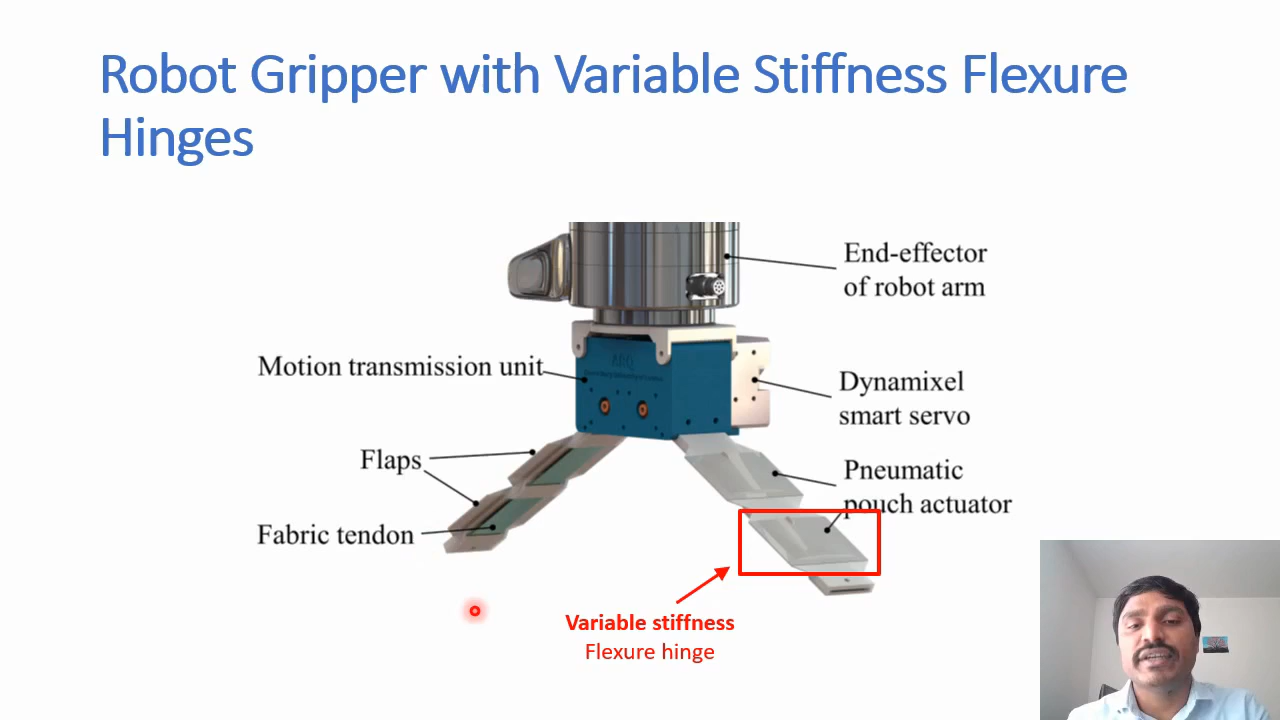 Robot Gripper with Variable Stiffness Flexure
Hinges
End-effector
of robot arm
Motion transmission unit
Dynamixel
smart servo
Flaps
Pneumatic
pouch actuator
Fabric tendon
Variable stiffness
Flexure hinge